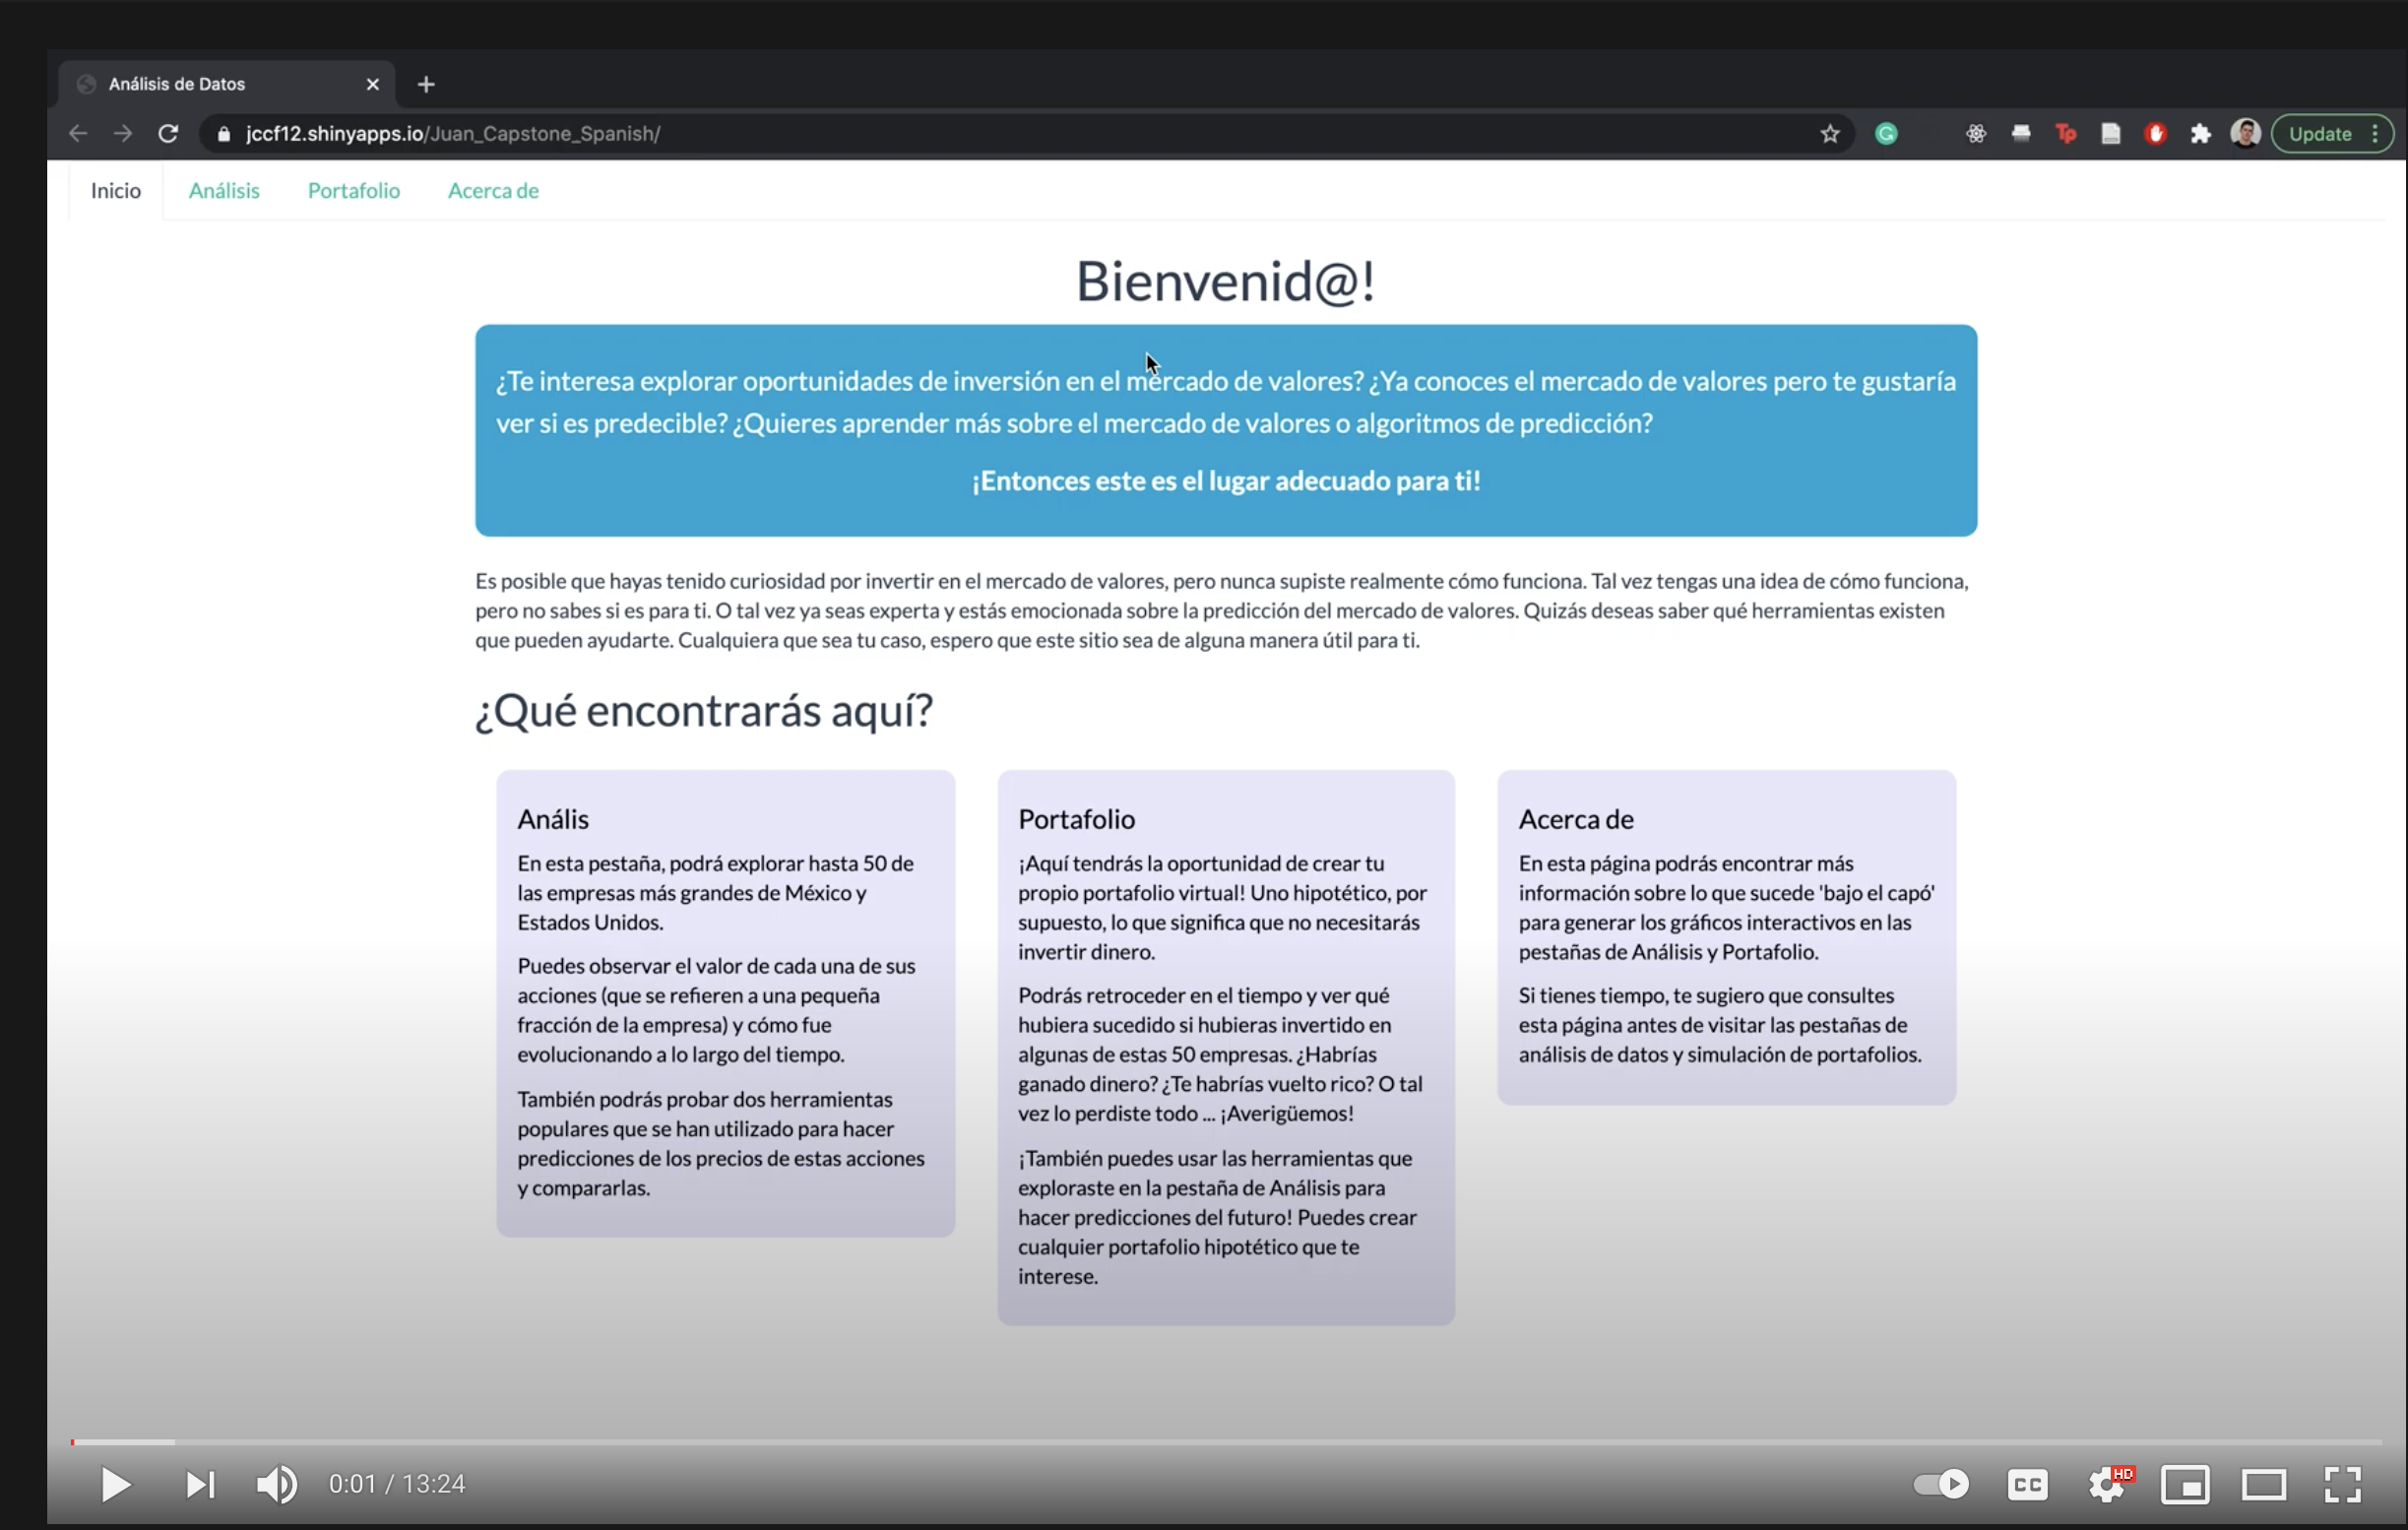 Análisis de Datos
jccf12.shinyapps.io/Juan_Capstone_Spanish/
Tp
Update
Inicio
Análisis
Portafolio
Acerca de
Bienvenid@!
¿Te interesa explorar oportunidades de inversión en el mercado de valores? ¿Ya conoces el mercado de valores pero te gustaría
ver si es predecible? ¿Quieres aprender más sobre el mercado de valores o algoritmos de predicción?
¡Entonces este es el lugar adecuado para ti!
Es posible que hayas tenido curiosidad por invertir en el mercado de valores, pero nunca supiste realmente cómo funciona. Tal vez tengas una idea de cómo funciona,
pero no sabes si es para ti. O tal vez ya seas experta y estás emocionada sobre la predicción del mercado de valores. Quizás deseas saber qué herramientas existen
que pueden ayudarte. Cualquiera que sea tu caso, espero que este sitio sea de alguna manera útil para ti.
¿Qué encontrarás aquí?
Anális
En esta pestaña, podrá explorar hasta 50 de
las empresas más grandes de México y
Estados Unidos.
Puedes observar el valor de cada una de sus
acciones (que se refieren a una pequeña
fracción de la empresa) y cómo fue
evolucionando a lo largo del tiempo.
También podrás probar dos herramientas
populares que se han utilizado para hacer
predicciones de los precios de estas acciones
y compararlas.
Portafolio
¡Aquí tendrás la oportunidad de crear tu
propio portafolio virtual! Uno hipotético, por
supuesto, lo que significa que no necesitarás
invertir dinero.
Podrás retroceder en el tiempo y ver qué
hubiera sucedido si hubieras invertido en
algunas de estas 50 empresas. ¿Habrías
ganado dinero? ¿Te habrías vuelto rico? O tal
vez lo perdiste todo ... ¡Averigüemos!
¡También puedes usar las herramientas que
exploraste en la pestaña de Análisis para
hacer predicciones del futuro! Puedes crear
cualquier portafolio hipotético que te
interese.
Acerca de
En esta página podrás encontrar más
información sobre lo que sucede 'bajo el capó'
para generar los gráficos interactivos en las
pestañas de Análisis y Portafolio.
Si tienes tiempo, te sugiero que consultes
esta página antes de visitar las pestañas de
análisis de datos y simulación de portafolios.
0:01 / 13:24
CC
HD